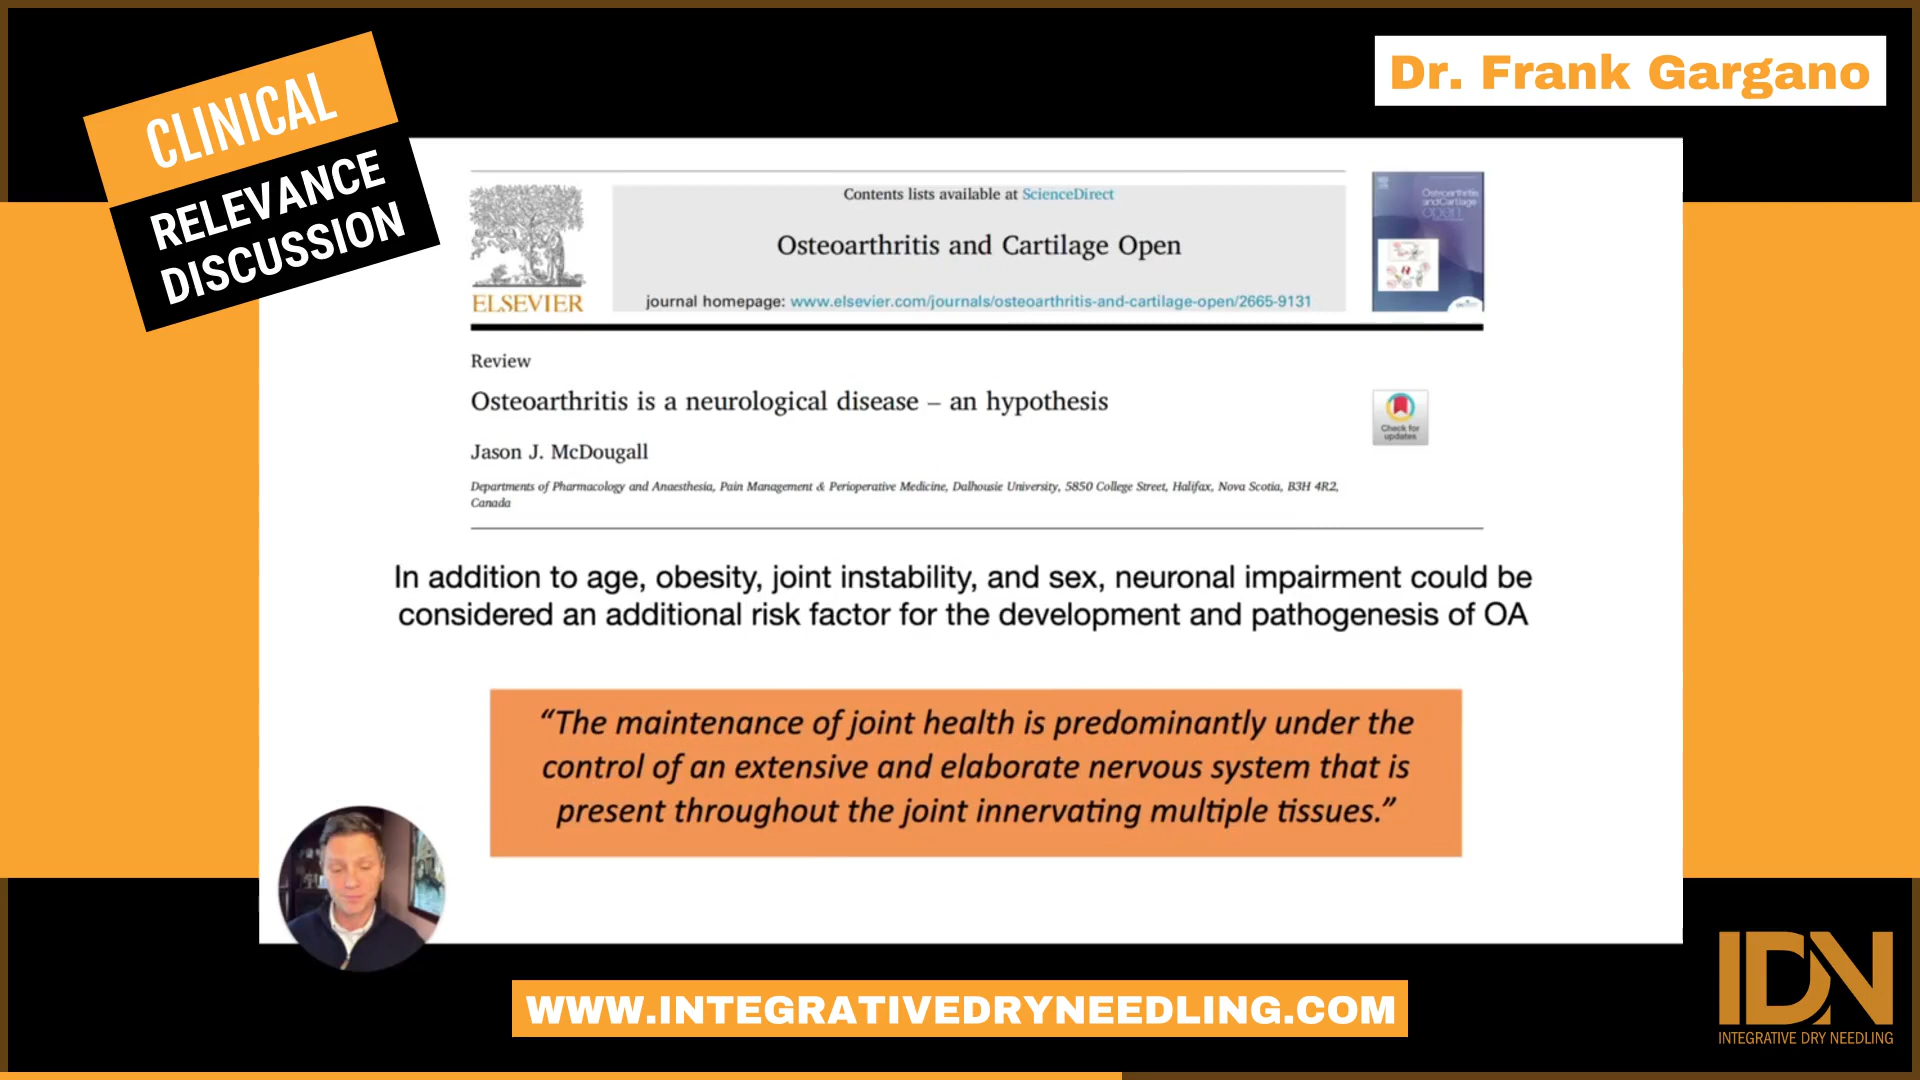 Dr. Frank Gargano
CLINICAL
RELEVANCE
DISCUSSION
Contents lists available at ScienceDirect
Osteoarthritis and Cartilage Open
journal homepage: www.elsevier.com/journals/osteoarthritis-and-cartilage-open/2665-9131
ELSEVIER
Osteoarthritis
andCartilage
open
Review
Osteoarthritis is a neurological disease – an hypothesis
Check for
updates
Jason J. McDougall
Departments of Pharmacology and Anaesthesia, Pain Management & Perioperative Medicine, Dalhousie University, 5850 College Street, Halifax, Nova Scotia, B3H 4R2,
Canada
In addition to age, obesity, joint instability, and sex, neuronal impairment could be
considered an additional risk factor for the development and pathogenesis of OA
“The maintenance of joint health is predominantly under the
control of an extensive and elaborate nervous system that is
present throughout the joint innervating multiple tissues.”
WWW.INTEGRATIVEDRYNEEDLING.COM
IDN
INTEGRATIVE DRY NEEDLING